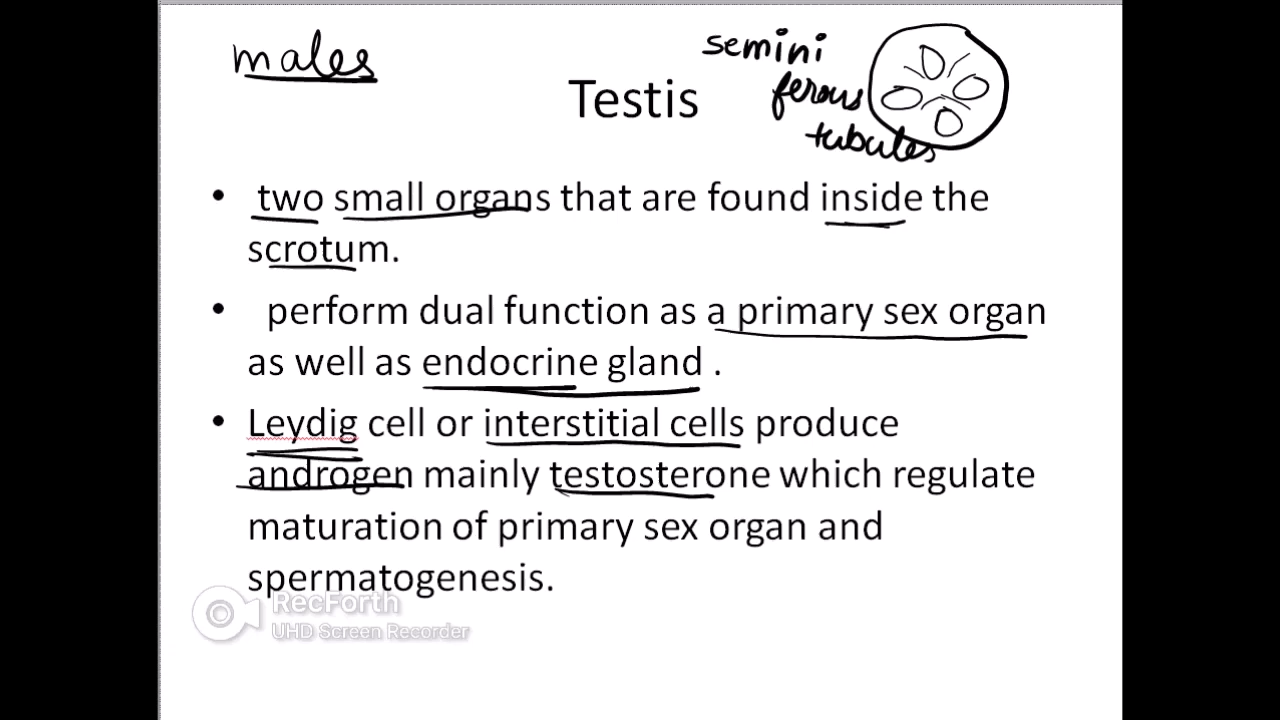 males
semini
ferous
tubules
Testis
• two small organs that are found inside the
scrotum.
• perform dual function as a primary sex organ
as well as endocrine gland .
• Leydig cell or interstitial cells produce
androgen mainly testosterone which regulate
maturation of primary sex organ and
spermatogenesis.
RecForth
UHD Screen Recorder